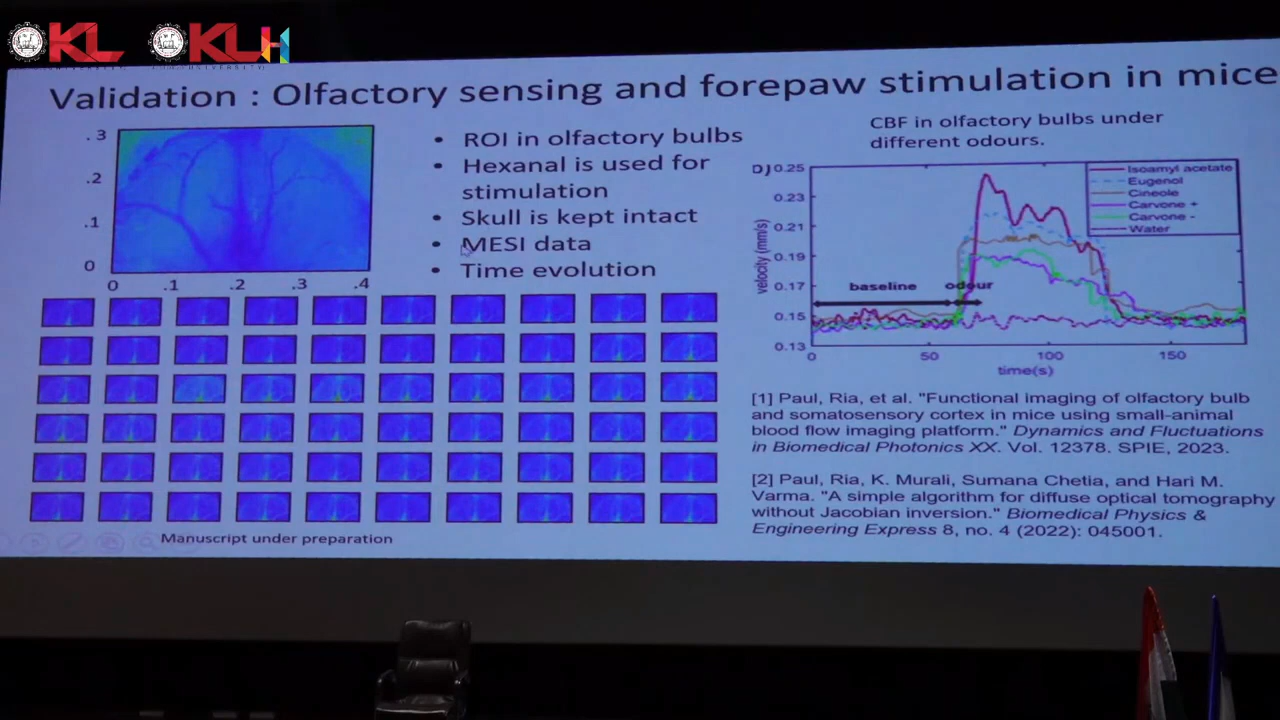 KL KLH
Validation : Olfactory sensing and forepaw stimulation in mice
.3
.2
.1
0
0 .1 .2 .3 .4
• ROI in olfactory bulbs
• Hexanal is used for
stimulation
• Skull is kept intact
• MESI data
• Time evolution
Manuscript under preparation
CBF in olfactory bulbs under
different odours.
0.25
0.23
0.21
0.19
0.17
0.15
0.13
velocity (mm/s)
Isoamyl acetate
Eugenol
Cineole
Carvone +
Carvone -
Water
baseline odour
0 50 100 150
time(s)
[1] Paul, Ria, et al. "Functional imaging of olfactory bulb
and somatosensory cortex in mice using small-animal
blood flow imaging platform." Dynamics and Fluctuations
in Biomedical Photonics XX. Vol. 12378. SPIE, 2023.
[2] Paul, Ria, K. Murali, Sumana Chetia, and Hari M.
Varma. "A simple algorithm for diffuse optical tomography
without Jacobian inversion." Biomedical Physics &
Engineering Express 8, no. 4 (2022): 045001.